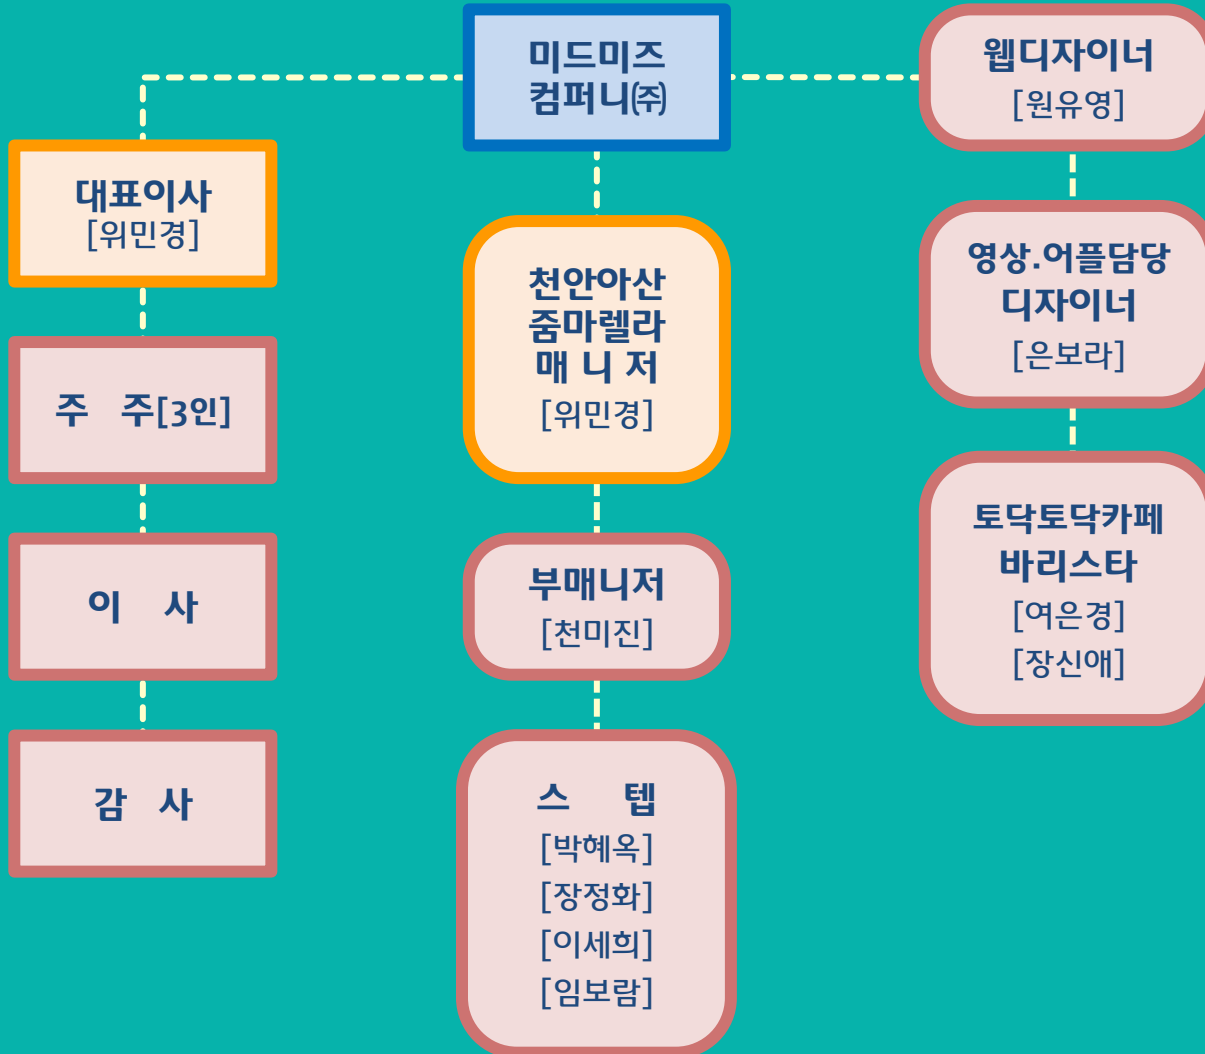 미드미즈
컴퍼니㈜
대표이사
[위민경]
주 주[3인]
이 사
감 사
천안아산
줌마렐라
매 니 저
[위민경]
부매니저
[천미진]
스 텝
[박혜옥]
[장정화]
[이세희]
[임보람]
웹디자이너
[원유영]
영상.어플담당
디자이너
[은보라]
토닥토닥카페
바리스타
[여은경]
[장신애]